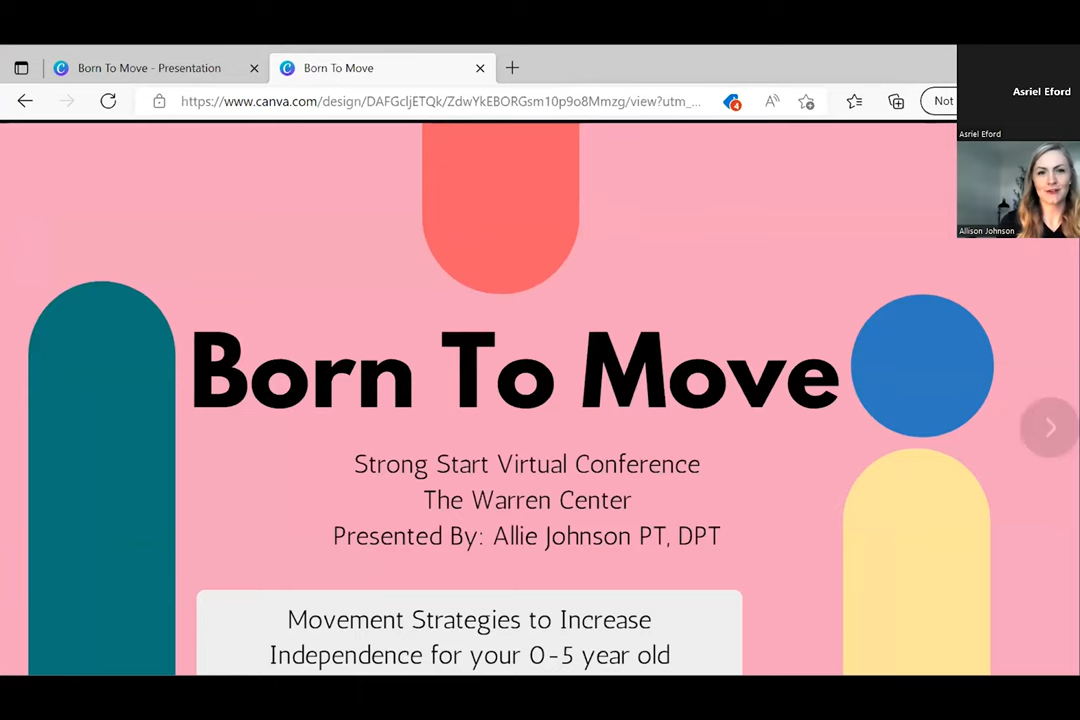 Born To Move - Presentation
Born To Move
https://www.canva.com/design/DAFGcIjETQk/ZdwYkEBORGsm10p9o8Mmzg/view?utm_...
4
Not
Asriel Eford
Asriel Eford
Allison Johnson
Born To Move
Strong Start Virtual Conference
The Warren Center
Presented By: Allie Johnson PT, DPT
Movement Strategies to Increase
Independence for your 0-5 year old